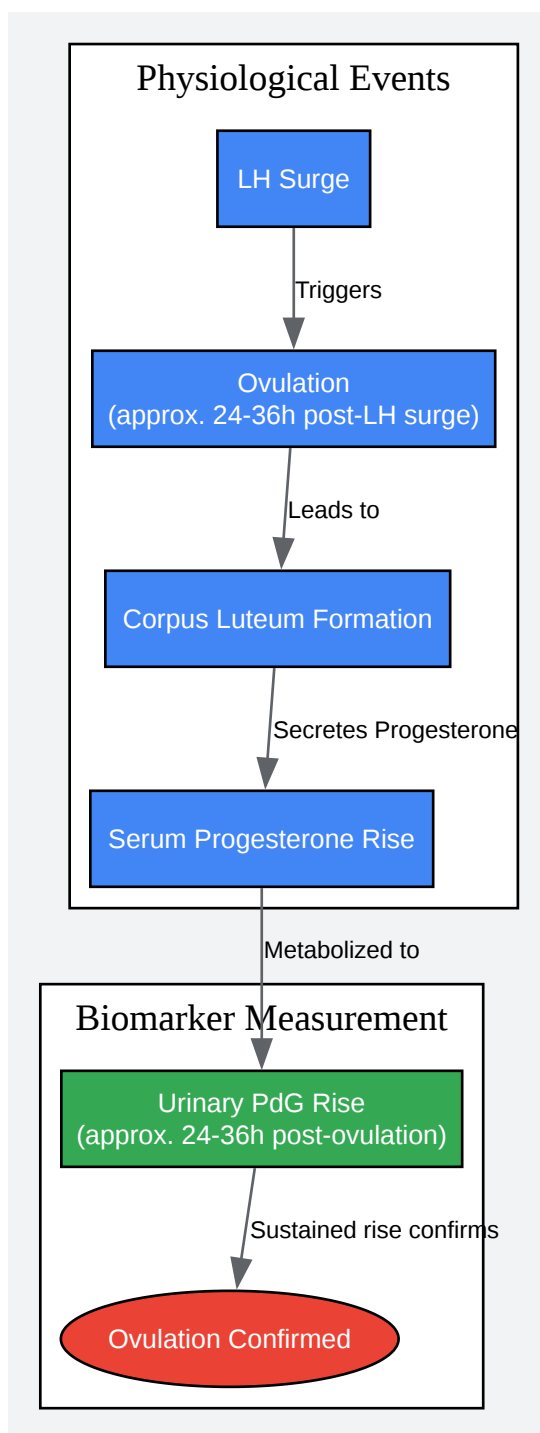 Physiological Events
LH Surge
Triggers
Ovulation
(approx. 24-36h post-LH surge)
Leads to
Corpus Luteum Formation
Secretes Progesterone
Serum Progesterone Rise
Metabolized to
Biomarker Measurement
Urinary PdG Rise
(approx. 24-36h post-ovulation)
Sustained rise confirms
Ovulation Confirmed